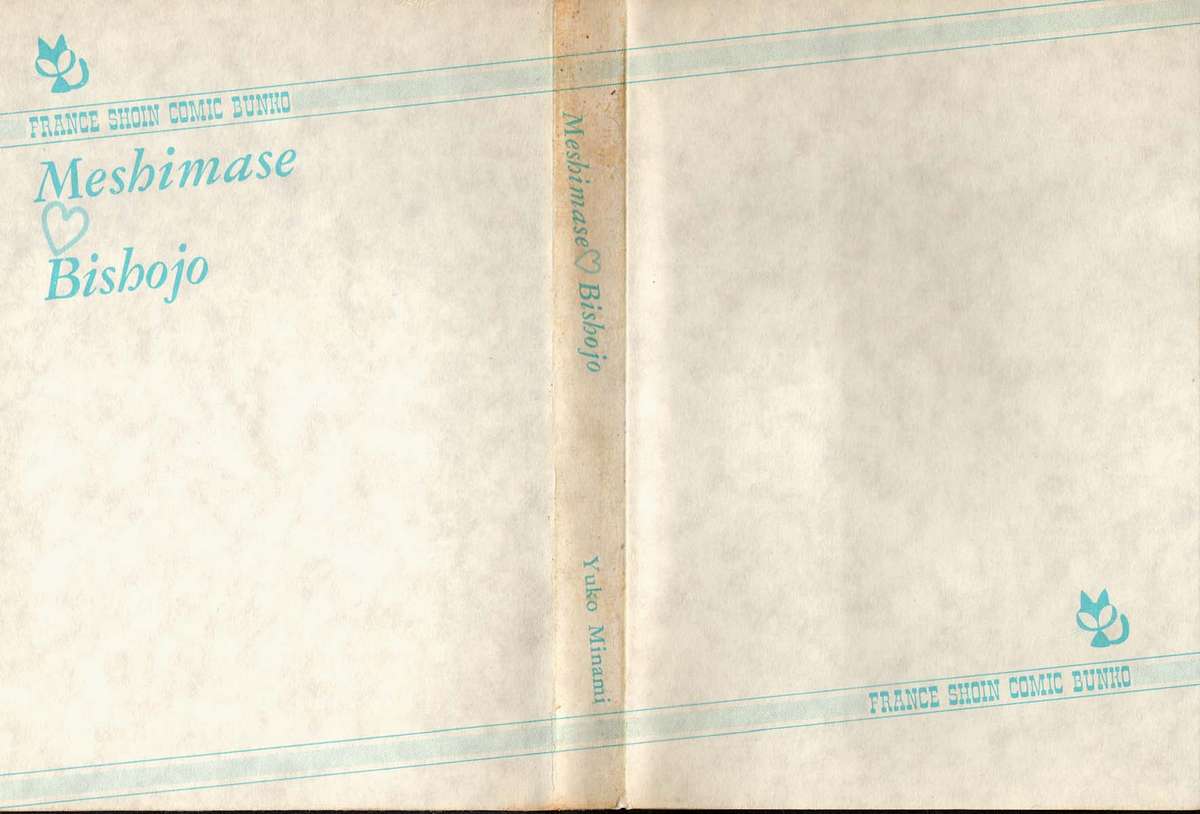 FRANCE SHOIN COMIC BUNKO
Meshimase
♡
Bishojo
Meshimase♡Bishojo
Yuko Minami
FRANCE SHOIN COMIC BUNKO